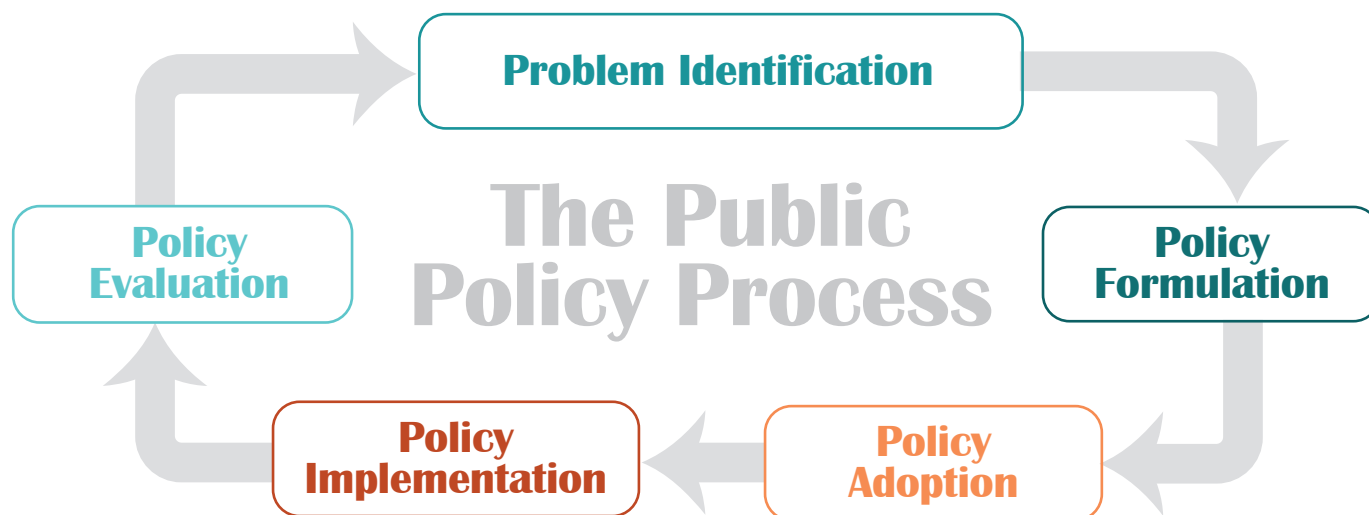 Problem Identification
The Public
Policy Process
Policy
Evaluation
Policy
Formulation
Policy
Implementation
Policy
Adoption